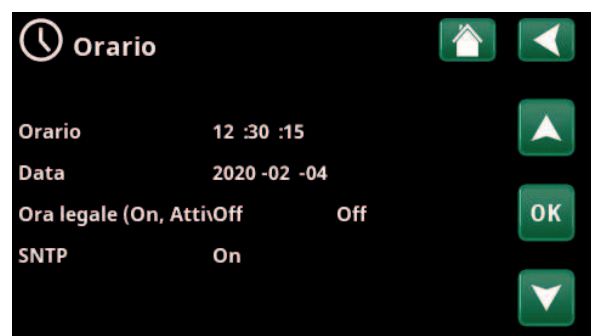 Orario
Orario 12 :30 :15
Data 2020 -02 -04
Ora legale (On, Atti Off Off
OK
SNTP On